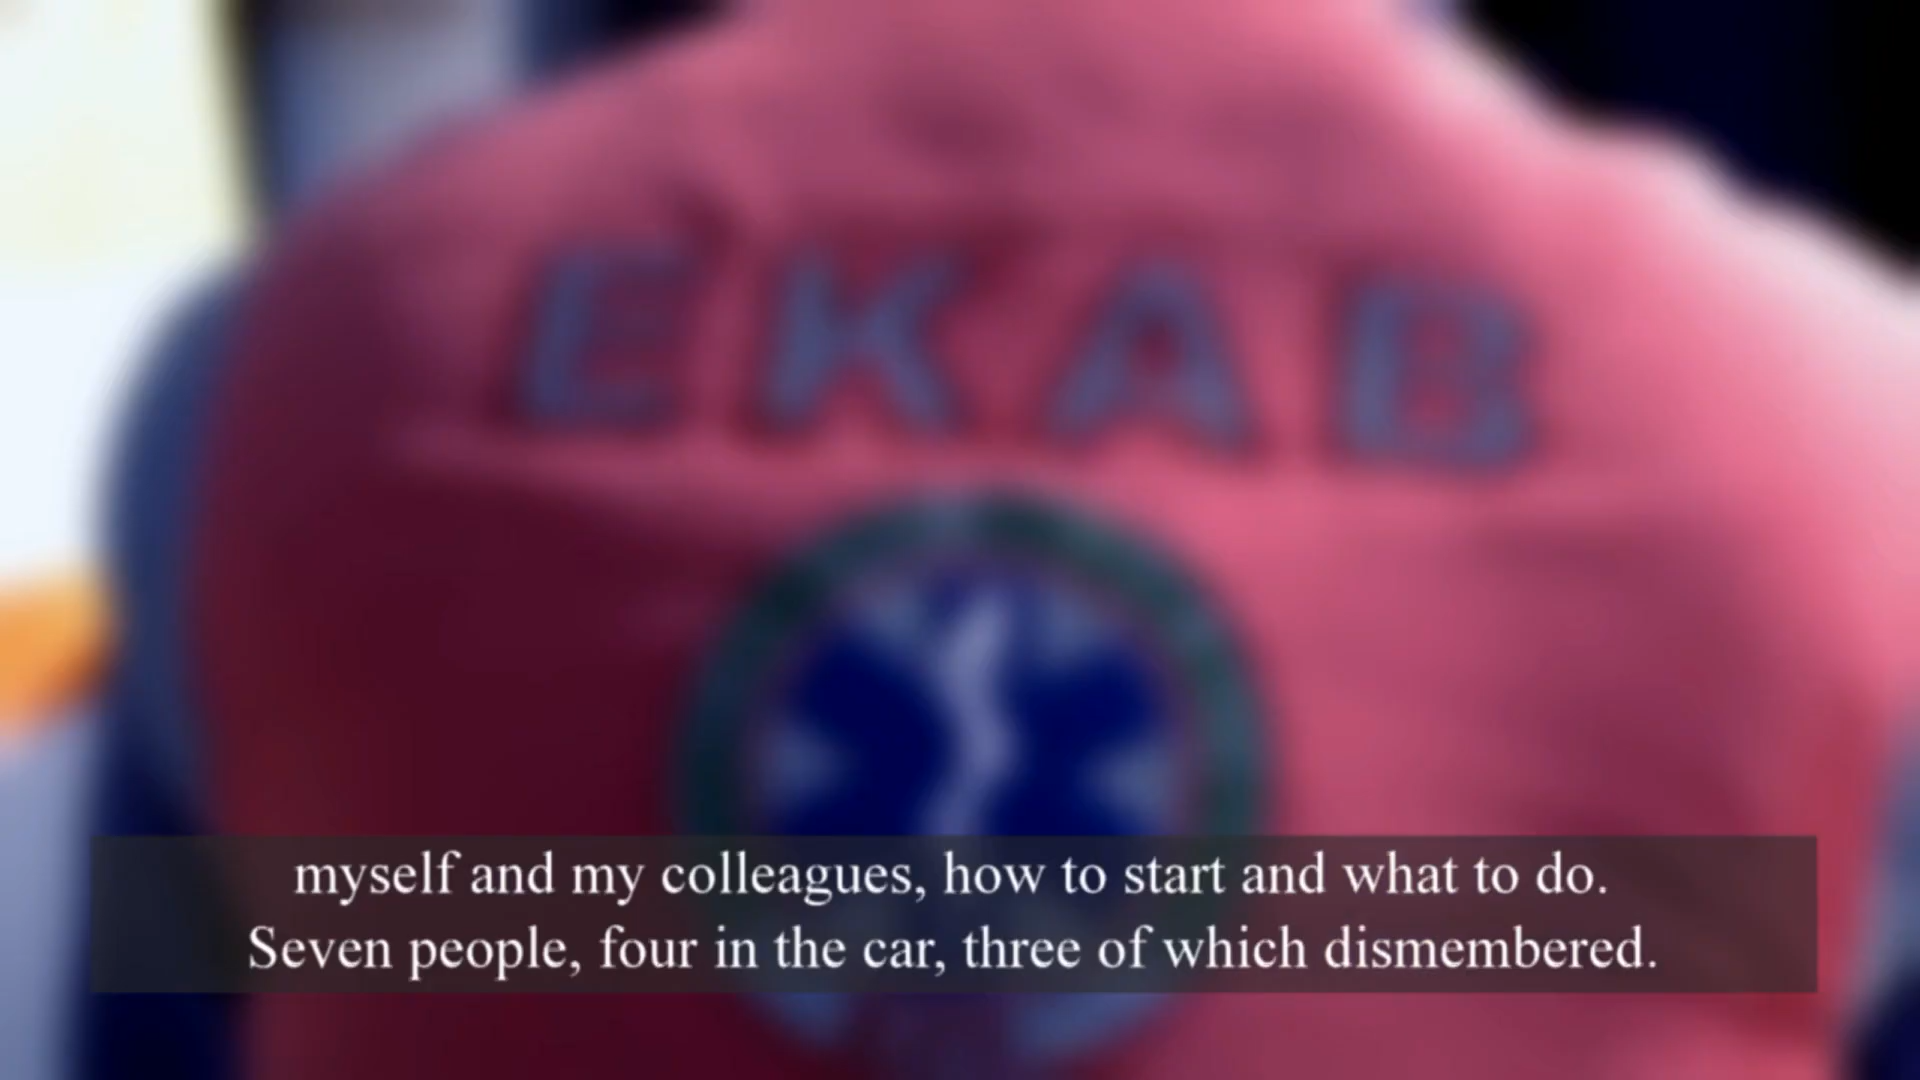 ΕΚΑΒ
myself and my colleagues, how to start and what to do.
Seven people, four in the car, three of which dismembered.